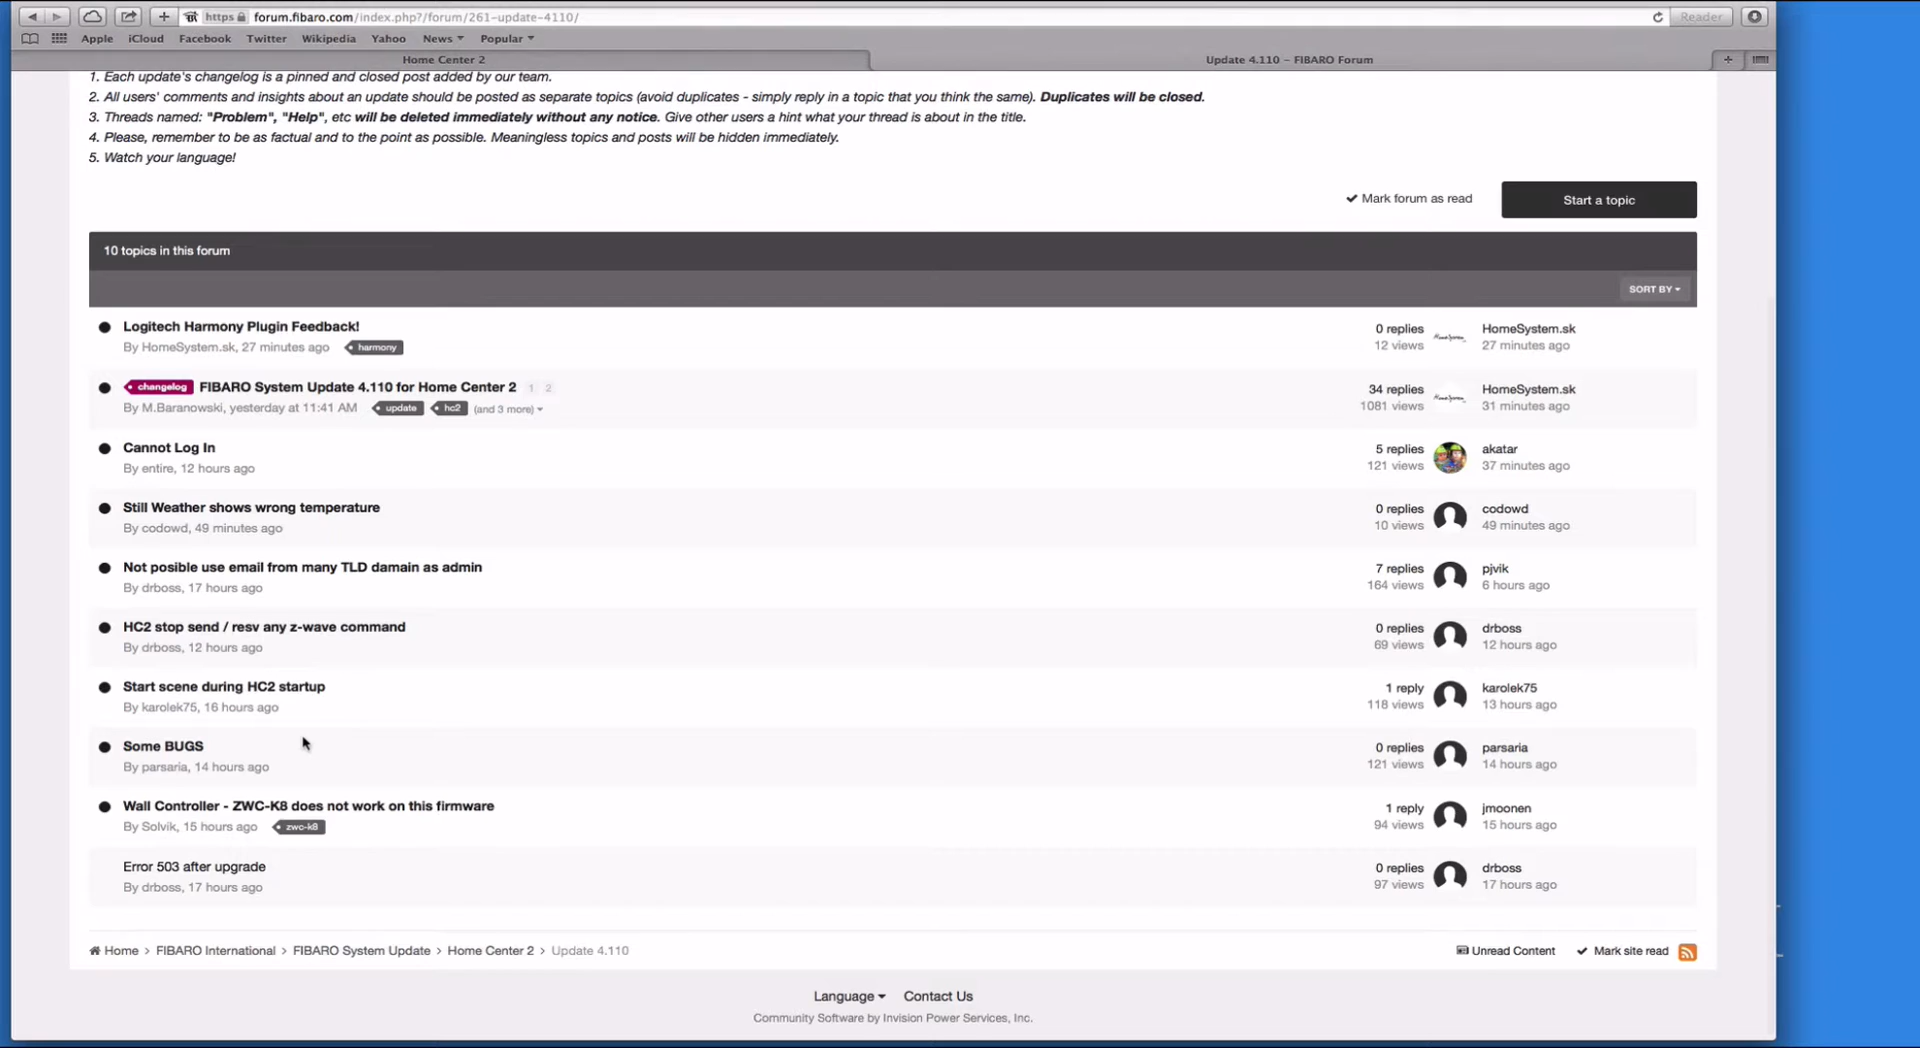 https forum.fibaro.com/index.php?/forum/261-update-4110/ Reader
Apple iCloud Facebook Twitter Wikipedia Yahoo News Popular
Home Center 2 Update 4.110 – FIBARO Forum
1. Each update's changelog is a pinned and closed post added by our team.
2. All users' comments and insights about an update should be posted as separate topics (avoid duplicates - simply reply in a topic that you think the same). Duplicates will be closed.
3. Threads named: "Problem", "Help", etc will be deleted immediately without any notice. Give other users a hint what your thread is about in the title.
4. Please, remember to be as factual and to the point as possible. Meaningless topics and posts will be hidden immediately.
5. Watch your language!
Mark forum as read Start a topic
10 topics in this forum
SORT BY
Logitech Harmony Plugin Feedback! 0 replies HomeSystem.sk
By HomeSystem.sk, 27 minutes ago harmony 12 views 27 minutes ago
changelog FIBARO System Update 4.110 for Home Center 2 1 2 34 replies HomeSystem.sk
By M.Baranowski, yesterday at 11:41 AM update hc2 (and 3 more) 1081 views 31 minutes ago
Cannot Log In 5 replies akatar
By entire, 12 hours ago 121 views 37 minutes ago
Still Weather shows wrong temperature 0 replies codowd
By codowd, 49 minutes ago 10 views 49 minutes ago
Not posible use email from many TLD damain as admin 7 replies pjvik
By drboss, 17 hours ago 164 views 6 hours ago
HC2 stop send / resv any z-wave command 0 replies drboss
By drboss, 12 hours ago 69 views 12 hours ago
Start scene during HC2 startup 1 reply karolek75
By karolek75, 16 hours ago 118 views 13 hours ago
Some BUGS 0 replies parsaria
By parsaria, 14 hours ago 121 views 14 hours ago
Wall Controller - ZWC-K8 does not work on this firmware 1 reply jmoonen
By Solvik, 15 hours ago zwc-k8 94 views 15 hours ago
Error 503 after upgrade 0 replies drboss
By drboss, 17 hours ago 97 views 17 hours ago
Home > FIBARO International > FIBARO System Update > Home Center 2 > Update 4.110 Unread Content Mark site read
Language Contact Us
Community Software by Invision Power Services, Inc.